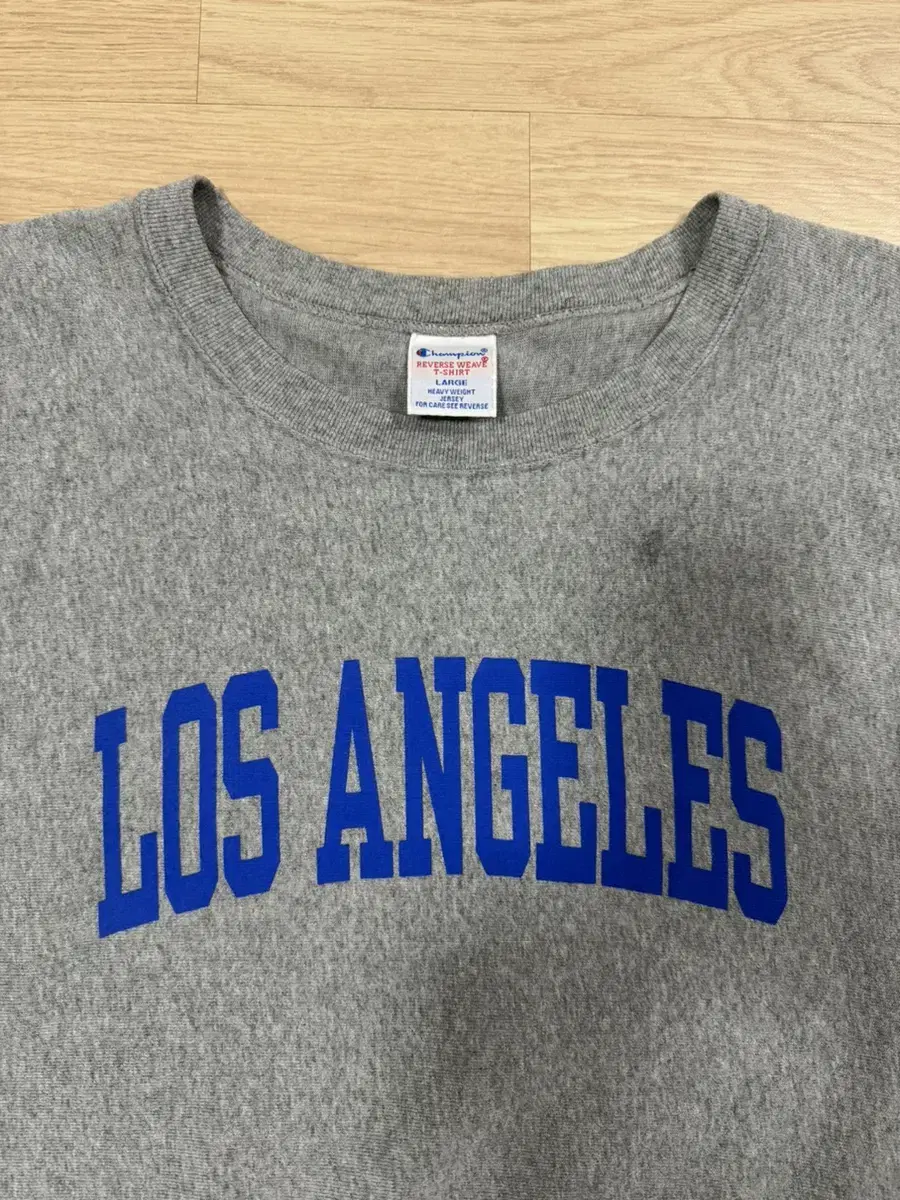 Champion®
REVERSE WEAVE®
T-SHIRT
LARGE
HEAVY WEIGHT
JERSEY
FOR CARE SEE REVERSE
LOS ANGELES